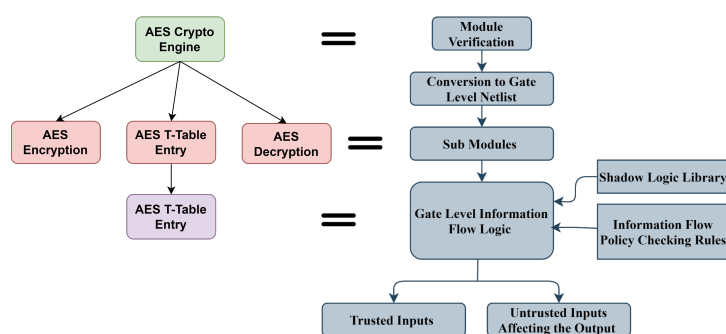 AES Crypto
Engine
=
Module
Verification
Conversion to Gate
Level Netlist
AES
Encryption
AES T-Table
Entry
AES
Decryption
=
Sub Modules
AES T-Table
Entry
=
Gate Level Information
Flow Logic
Shadow Logic Library
Information Flow
Policy Checking Rules
Trusted Inputs
Untrusted Inputs
Affecting the Output